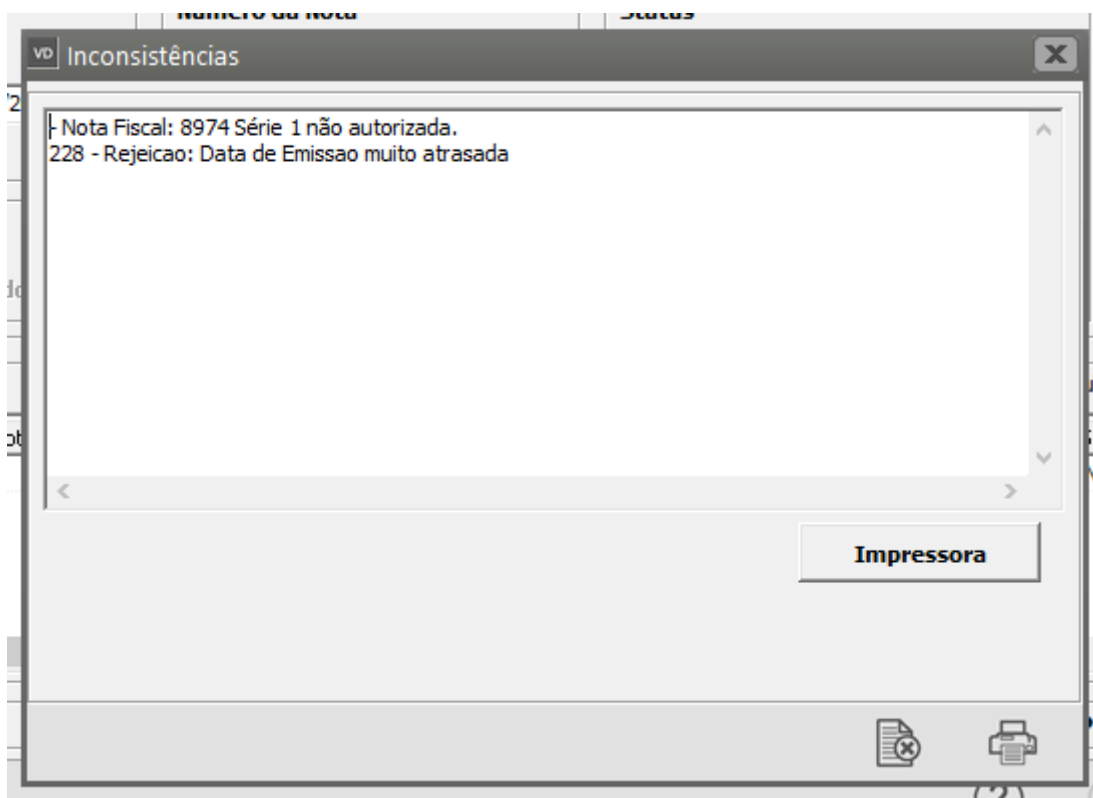 Número da Nota
Status
VD Inconsistências
- Nota Fiscal: 8974 Série 1 não autorizada.
228 - Rejeicao: Data de Emissao muito atrasada
Impressora